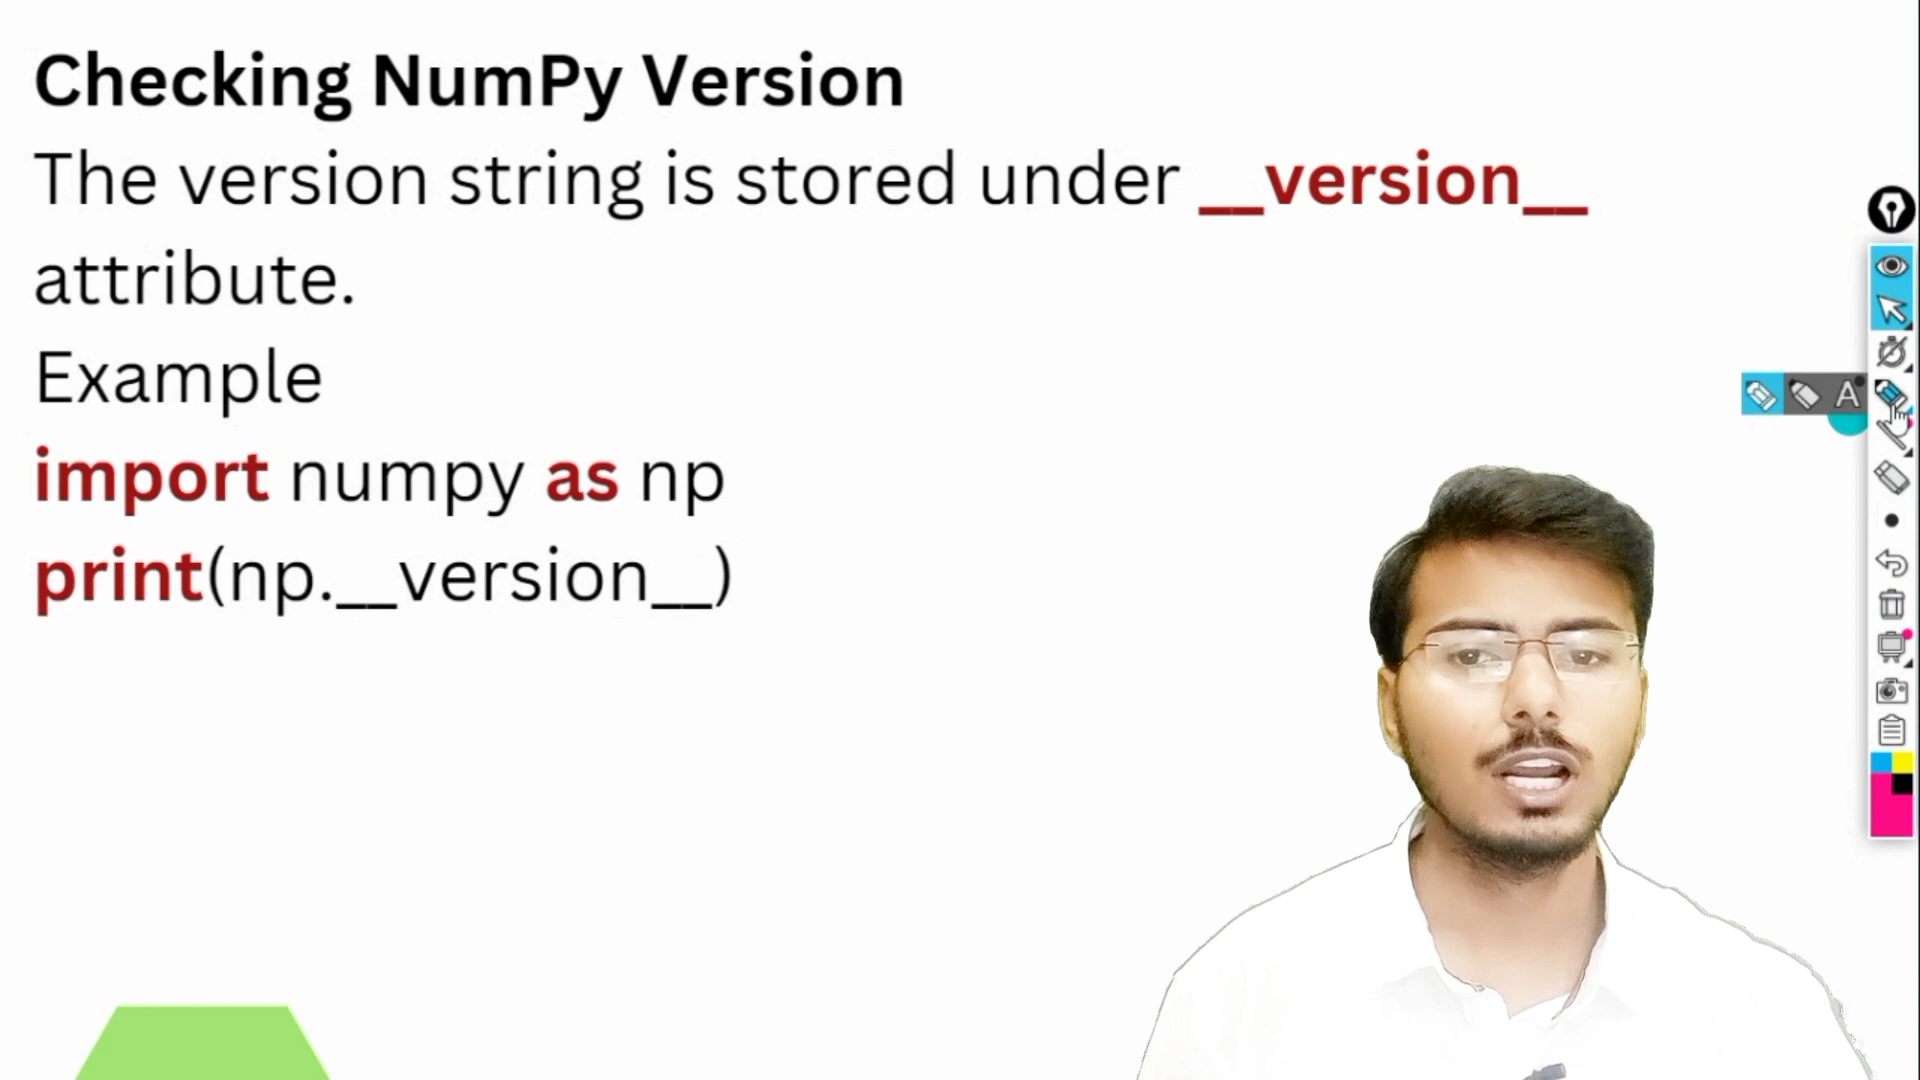 Checking NumPy Version
The version string is stored under __version__
attribute.
Example
import numpy as np
print(np.__version__)
A